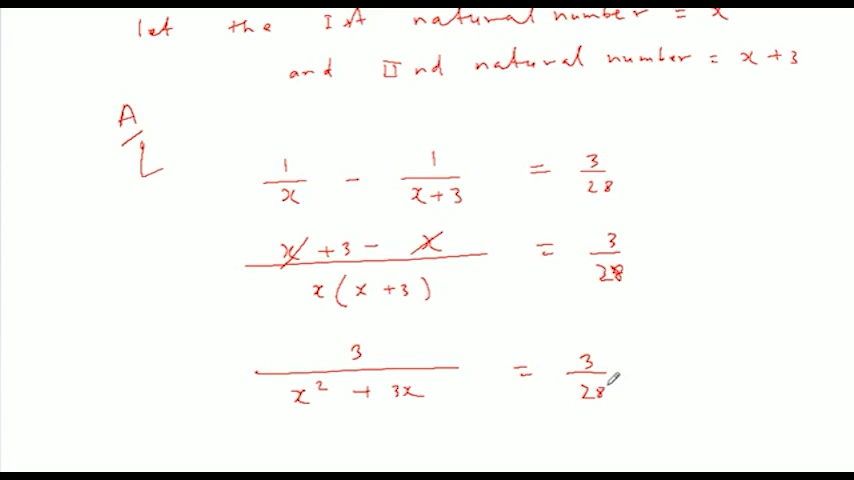 let the Ist natural number = x
and IInd natural number = x + 3
A/L
1/x - 1/(x+3) = 3/28
(x + 3 - x)/(x(x + 3)) = 3/28
3/(x² + 3x) = 3/28